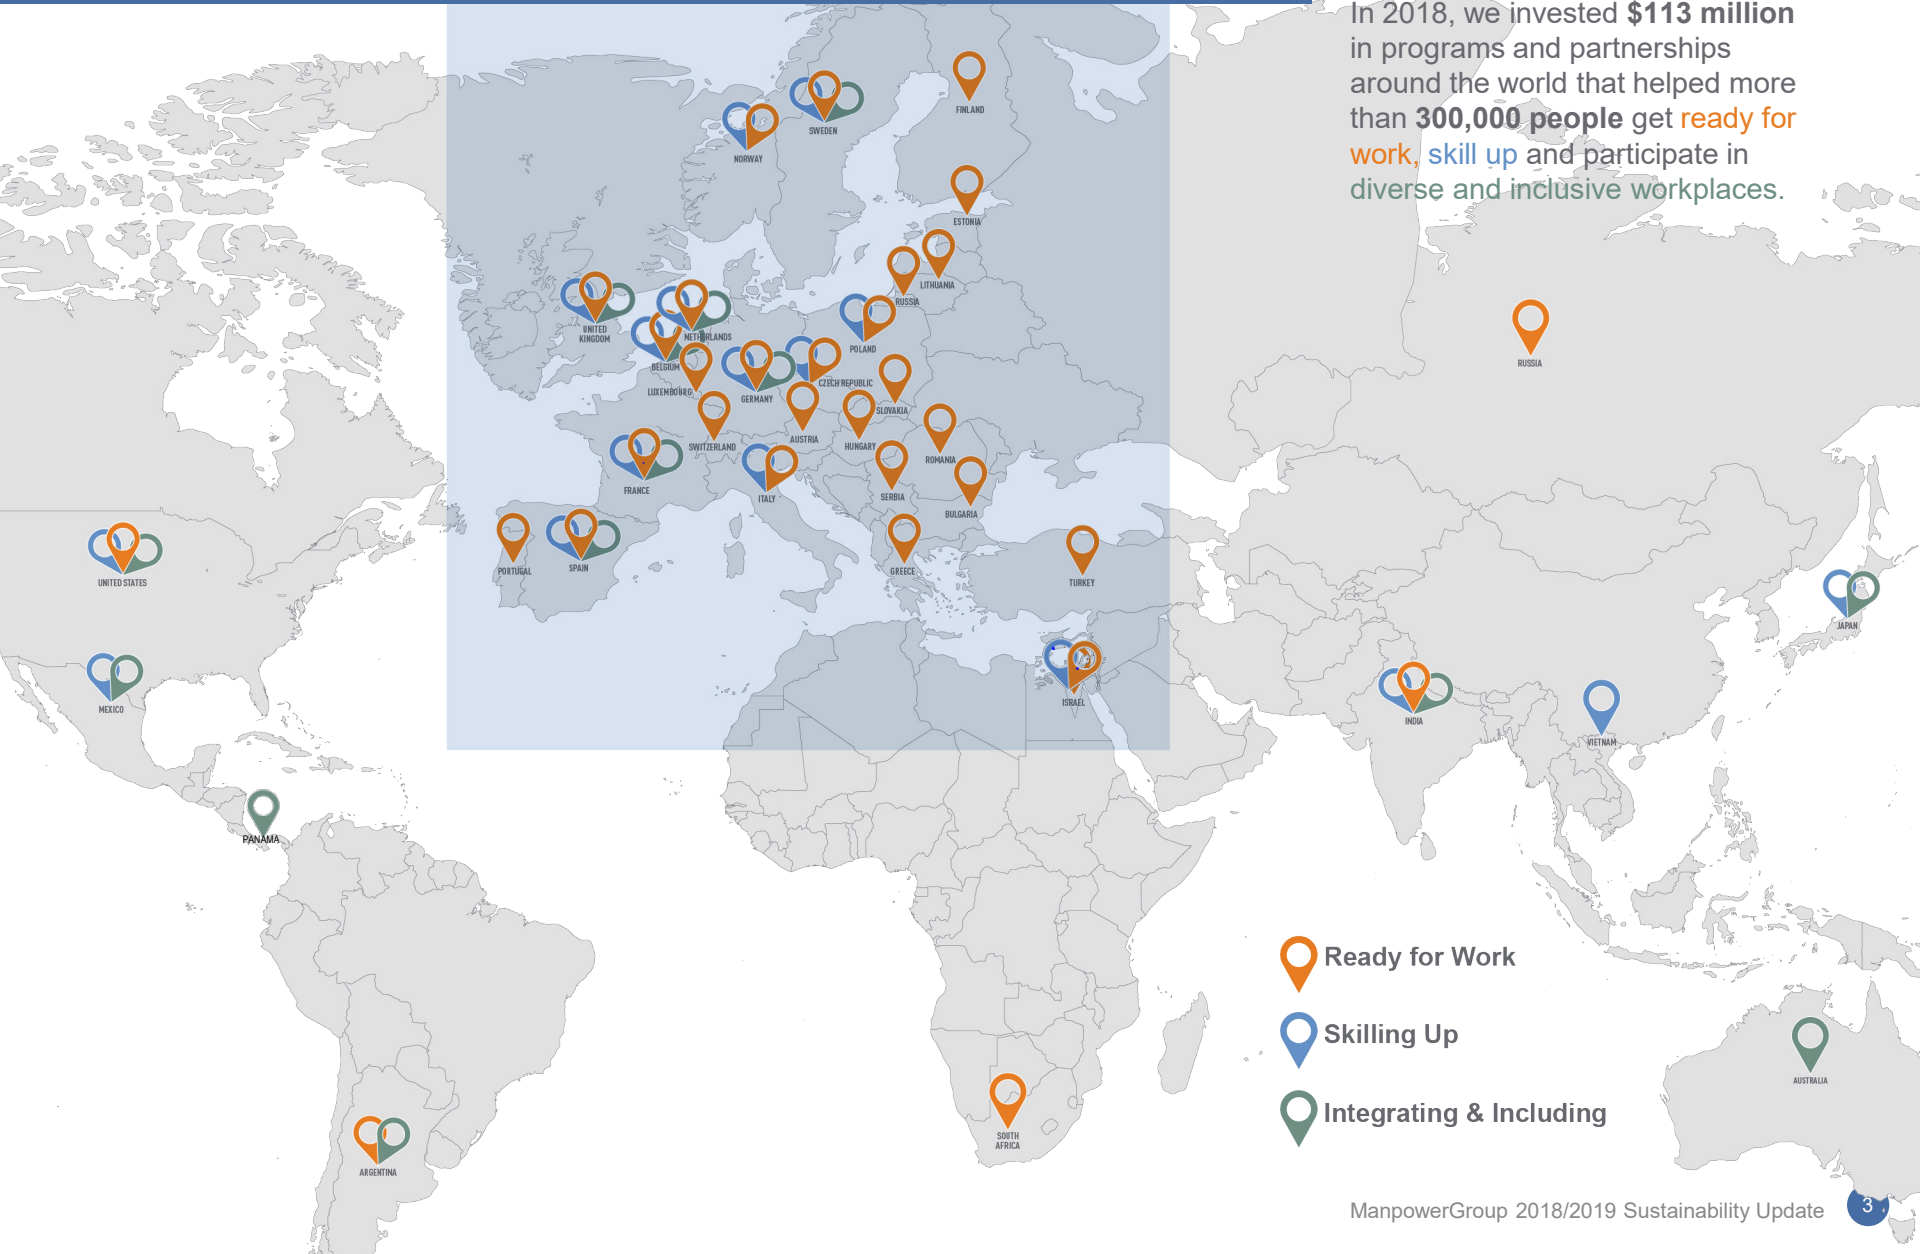 In 2018, we invested $113 million
in programs and partnerships
around the world that helped more
than 300,000 people get ready for
work, skill up and participate in
diverse and inclusive workplaces.
FINLAND
SWEDEN
NORWAY
ESTONIA
LITHUANIA
RUSSIA
UNITED
KINGDOM
NETHERLANDS
POLAND
BELGIUM
RUSSIA
CZECH REPUBLIC
LUXEMBOURG
GERMANY
SLOVAKIA
AUSTRIA
SWITZERLAND
HUNGARY
ROMANIA
FRANCE
ITALY
SERBIA
BULGARIA
PORTUGAL
SPAIN
GREECE
TURKEY
UNITED STATES
JAPAN
ISRAEL
MEXICO
INDIA
VIETNAM
PANAMA
Ready for Work
Skilling Up
AUSTRALIA
Integrating & Including
SOUTH
AFRICA
ARGENTINA
ManpowerGroup 2018/2019 Sustainability Update
3